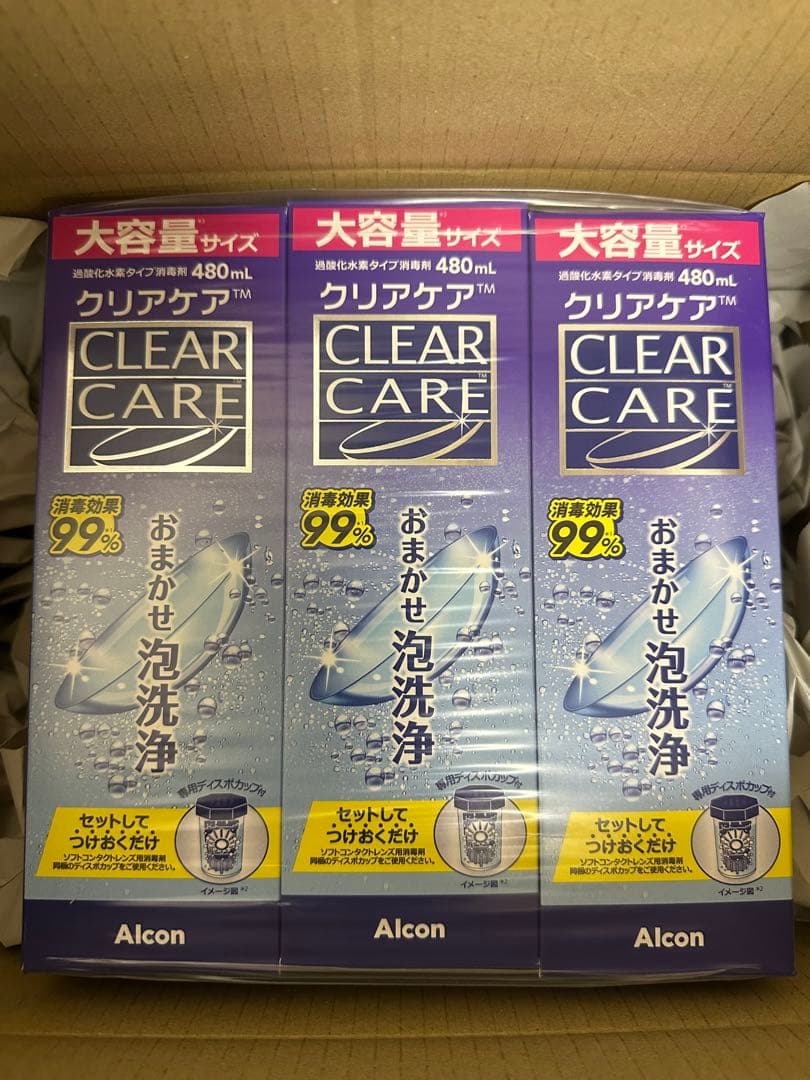 大容量サイズ
過酸化水素タイプ消毒剤 480mL
クリアケア™
CLEAR
CARE™
消毒効果
99%
おまかせ
泡洗浄
専用ディスポカップ付
セットして
つけおくだけ
ソフトコンタクトレンズ用消毒剤
同梱のディスポカップをご使用ください。
イメージ図※2
Alcon
大容量サイズ
過酸化水素タイプ消毒剤 480mL
クリアケア™
CLEAR
CARE™
消毒効果
99%
おまかせ
泡洗浄
専用ディスポカップ付
セットして
つけおくだけ
ソフトコンタクトレンズ用消毒剤
同梱のディスポカップをご使用ください。
イメージ図※2
Alcon
大容量サイズ
過酸化水素タイプ消毒剤 480mL
クリアケア™
CLEAR
CARE™
消毒効果
99%
おまかせ
泡洗浄
専用ディスポカップ付
セットして
つけおくだけ
ソフトコンタクトレンズ用消毒剤
同梱のディスポカップをご使用ください。
イメージ図※2
Alcon